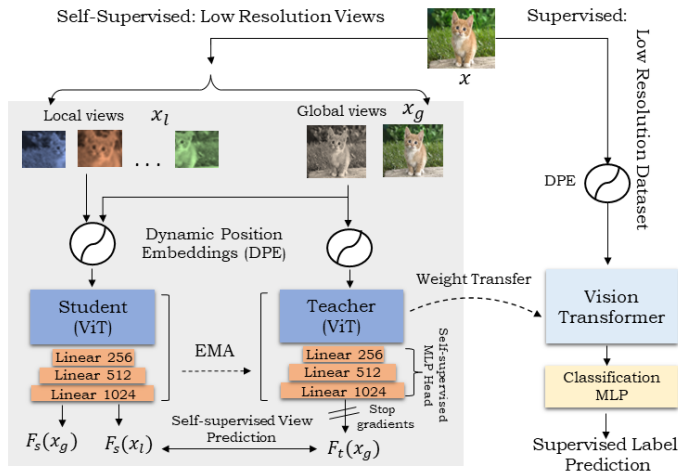 Self-Supervised: Low Resolution Views
Supervised:
x
Low Resolution Dataset
Local views
x_l
Global views
x_g
. . .
DPE
Dynamic Position
Embeddings (DPE)
Weight Transfer
Student
(ViT)
Teacher
(ViT)
Vision
Transformer
EMA
Linear 256
Linear 512
Linear 1024
Linear 256
Linear 512
Linear 1024
Self-supervised
MLP Head
Classification
MLP
Stop
gradients
Self-supervised View
Prediction
F_s(x_g)
F_s(x_l)
F_t(x_g)
Supervised Label
Prediction